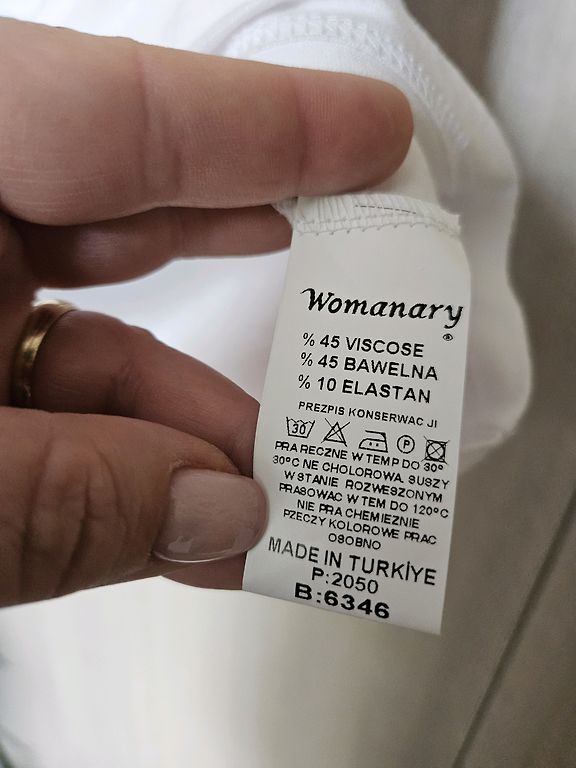 Womanary
®
% 45 VISCOSE
% 45 BAWELNA
% 10 ELASTAN
PREZPIS KONSERWAC JI
30 P
PRA RECZNE W TEMP DO 30°
30°C NE CHOLOROWA. SUSZY
W STANIE ROZWESZONYM
PRASOWAC W TEM DO 120°C
NIE PRA CHEMIEZNIE
PZECZY KOLOROWE PRAC
OSOBNO
MADE IN TURKİYE
P:2050
B:6346